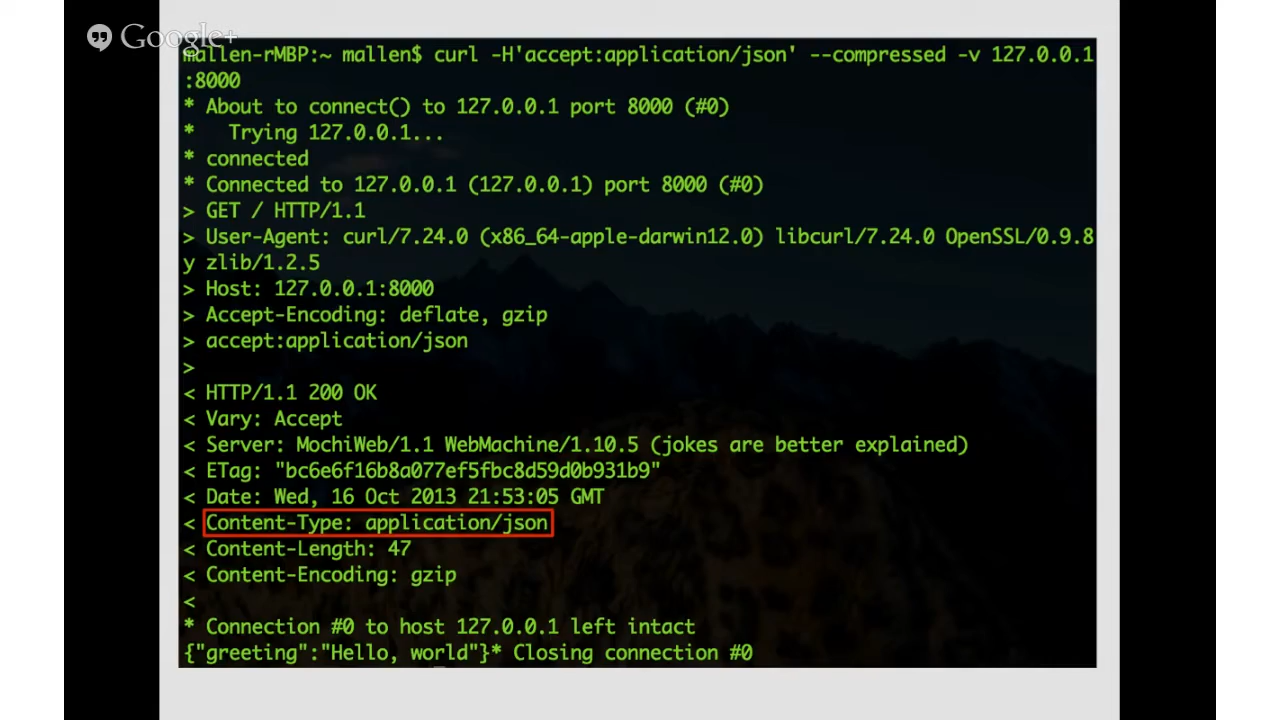 Google+
mallen-rMBP:~ mallen$ curl -H'accept:application/json' --compressed -v 127.0.0.1
:8000
* About to connect() to 127.0.0.1 port 8000 (#0)
*   Trying 127.0.0.1...
* connected
* Connected to 127.0.0.1 (127.0.0.1) port 8000 (#0)
> GET / HTTP/1.1
> User-Agent: curl/7.24.0 (x86_64-apple-darwin12.0) libcurl/7.24.0 OpenSSL/0.9.8
y zlib/1.2.5
> Host: 127.0.0.1:8000
> Accept-Encoding: deflate, gzip
> accept:application/json
>
< HTTP/1.1 200 OK
< Vary: Accept
< Server: MochiWeb/1.1 WebMachine/1.10.5 (jokes are better explained)
< ETag: "bc6e6f16b8a077ef5fbc8d59d0b931b9"
< Date: Wed, 16 Oct 2013 21:53:05 GMT
< Content-Type: application/json
< Content-Length: 47
< Content-Encoding: gzip
<
* Connection #0 to host 127.0.0.1 left intact
{"greeting":"Hello, world"}* Closing connection #0